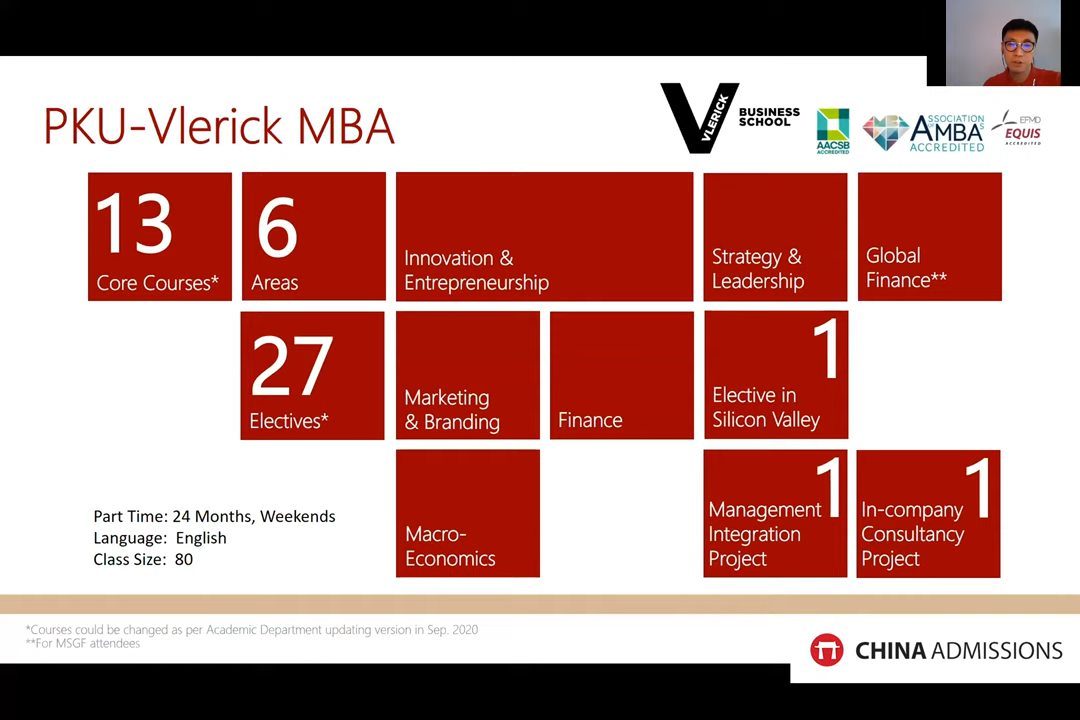 PKU-Vlerick MBA
VLERICK
BUSINESS
SCHOOL
AACSB
ACCREDITED
ASSOCIATION
AMBA
ACCREDITED
EFMD
EQUIS
ACCREDITED
13
Core Courses*
6
Areas
Innovation &
Entrepreneurship
Strategy &
Leadership
Global
Finance**
27
Electives*
Marketing
& Branding
Finance
1
Elective in
Silicon Valley
Macro-
Economics
1
Management
Integration
Project
1
In-company
Consultancy
Project
Part Time: 24 Months, Weekends
Language: English
Class Size: 80
*Courses could be changed as per Academic Department updating version in Sep. 2020
**For MSGF attendees
CHINA ADMISSIONS